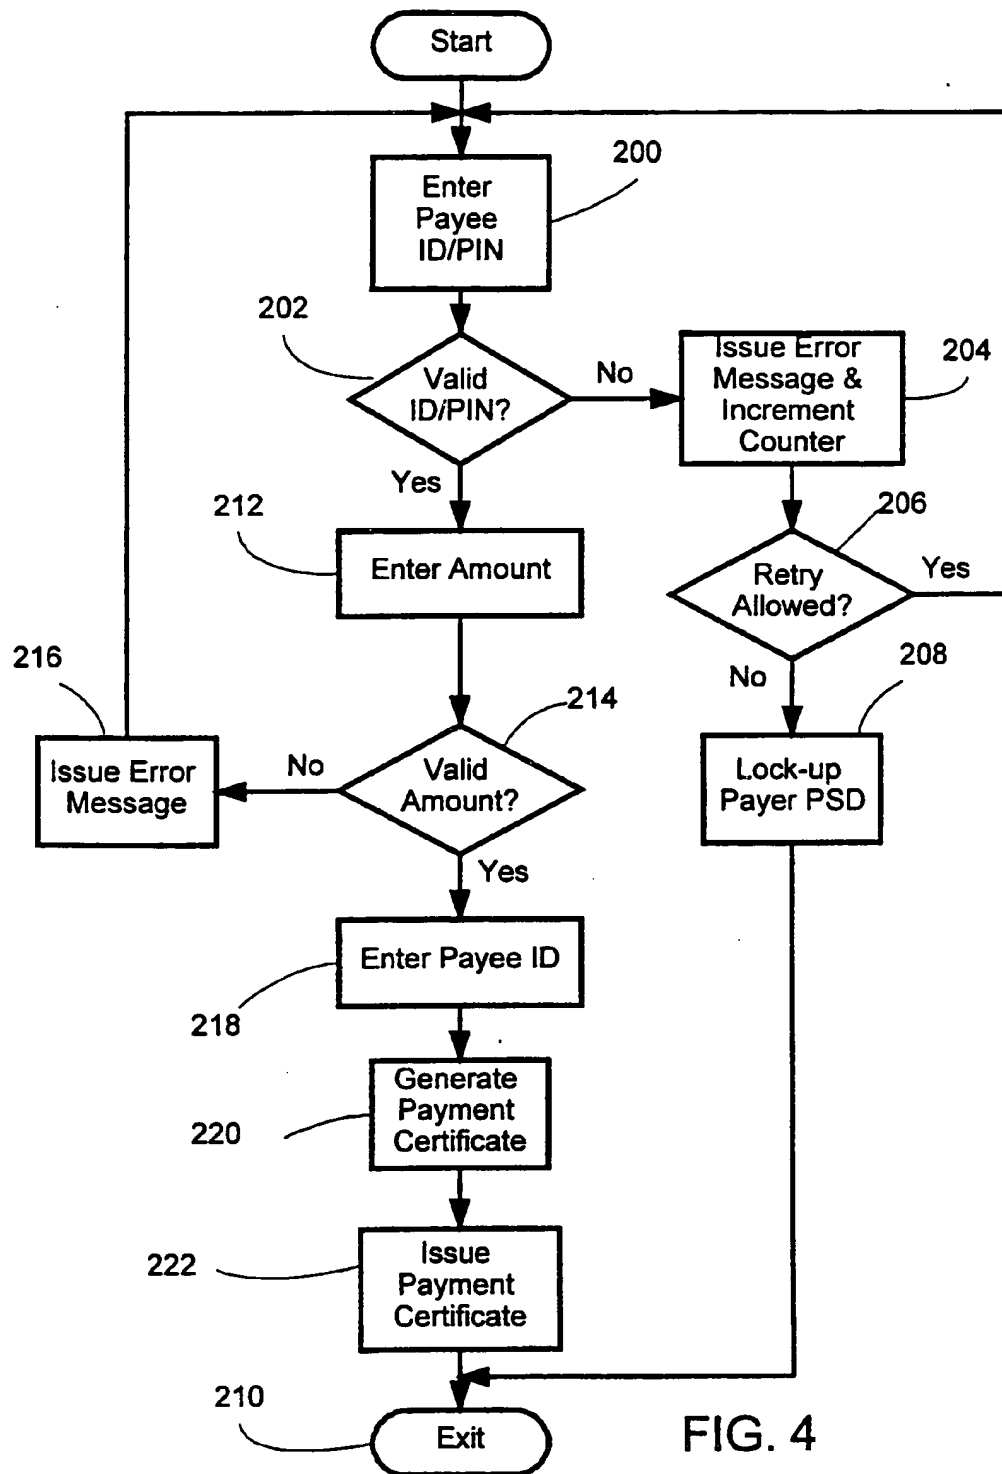 Start
200
Enter
Payee
ID/PIN
202
Valid
ID/PIN?
No
Issue Error
Message &
Increment
Counter
204
Yes
212
Enter Amount
206
Retry
Allowed?
Yes
216
Issue Error
Message
No
214
Valid
Amount?
No
208
Lock-up
Payer PSD
Yes
Enter Payee ID
218
Generate
Payment
Certificate
220
222
Issue
Payment
Certificate
210
Exit
FIG. 4